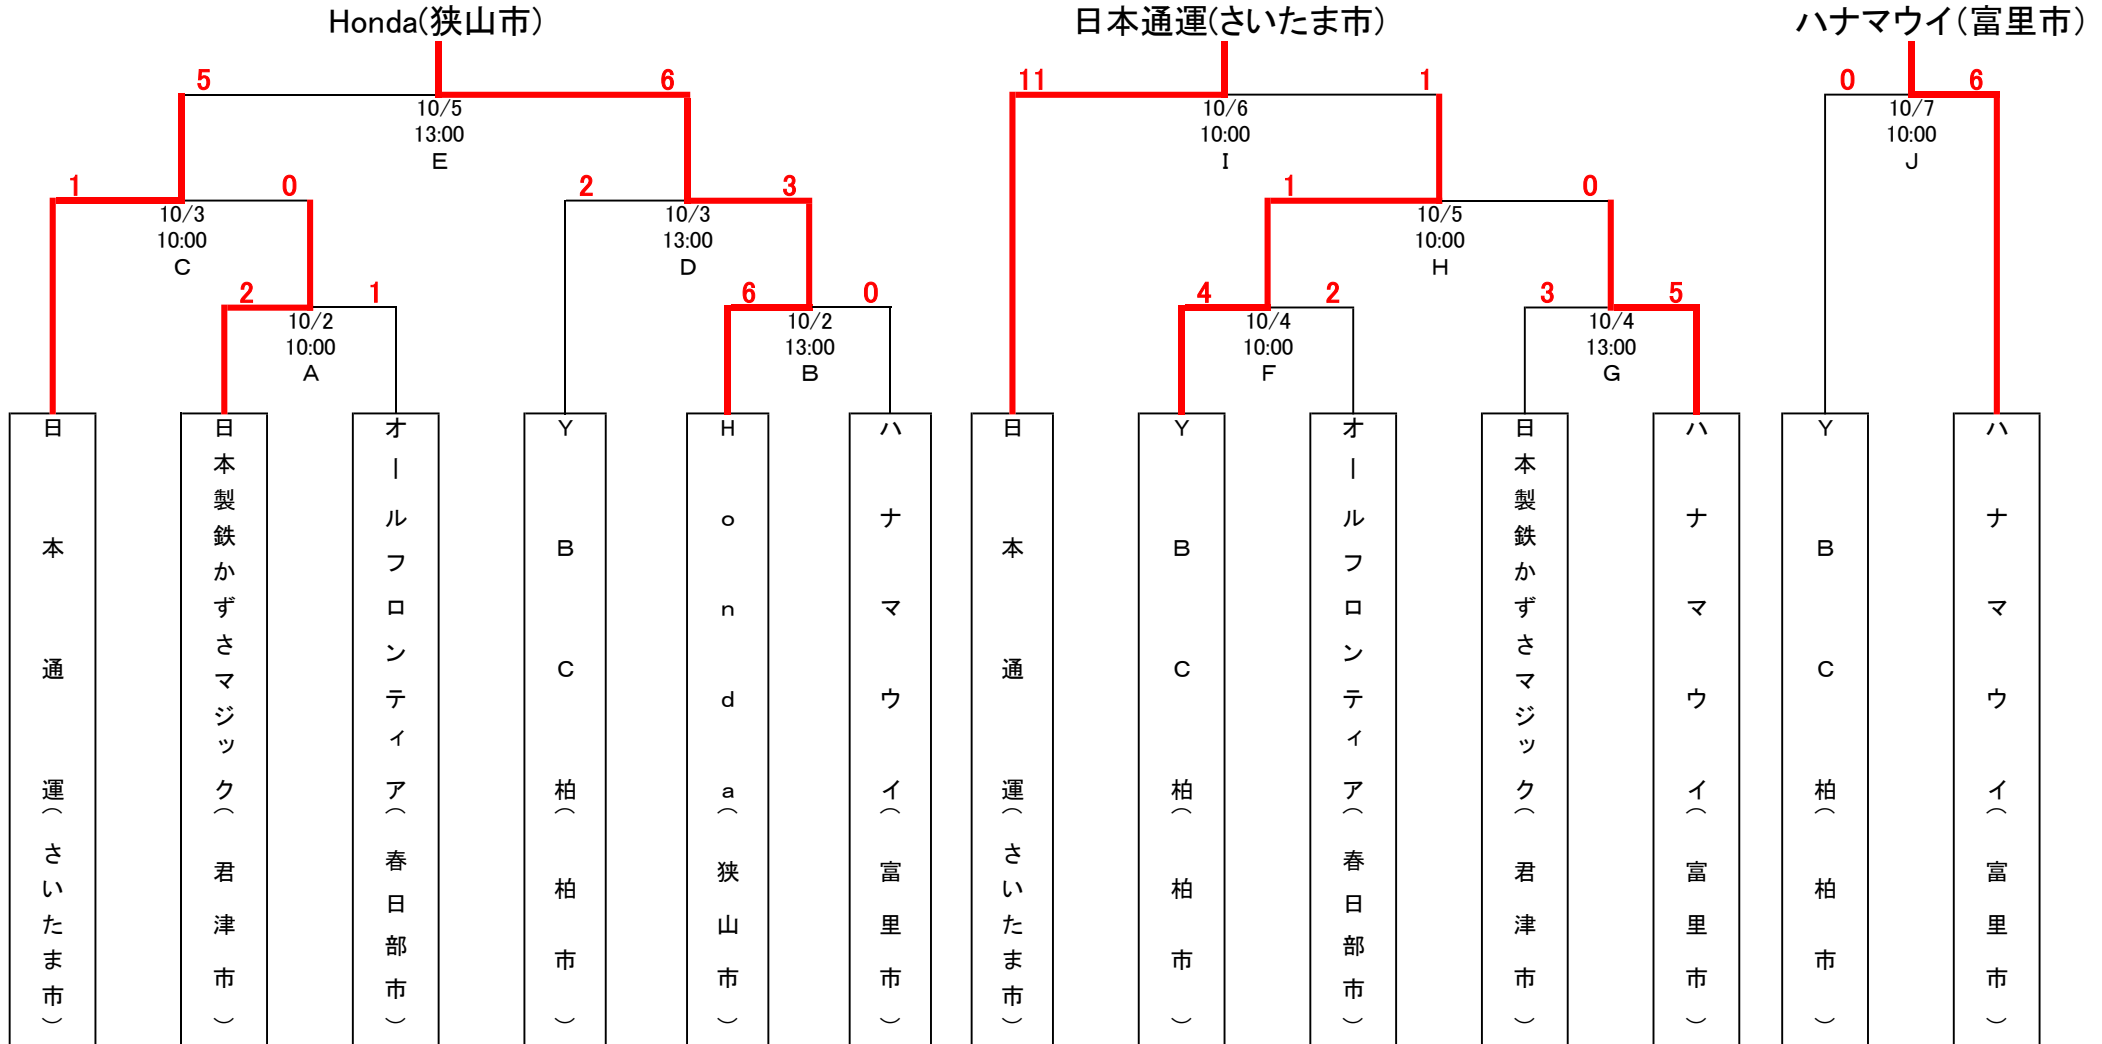 Honda(狭山市)
日本通運(さいたま市)
ハナマウイ(富里市)
5
6
11
1
0
6
10/5
13:00
E
10/6
10:00
I
10/7
10:00
J
1
0
2
3
1
0
10/3
10:00
C
10/3
13:00
D
10/5
10:00
H
2
1
6
0
4
2
3
5
10/2
10:00
A
10/2
13:00
B
10/4
10:00
F
10/4
13:00
G
日本通運(さいたま市)
日本製鉄かずさマジック(君津市)
オールフロンティア(春日部市)
YBC柏(柏市)
Honda(狭山市)
ハナマウイ(富里市)
日本通運(さいたま市)
YBC柏(柏市)
オールフロンティア(春日部市)
日本製鉄かずさマジック(君津市)
ハナマウイ(富里市)
YBC柏(柏市)
ハナマウイ(富里市)